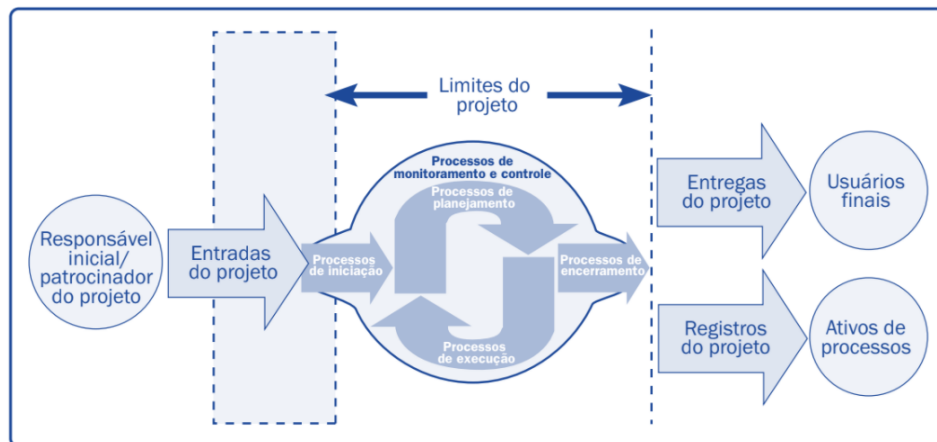 Limites do
projeto
Processos de
monitoramento e controle
Processos de
planejamento
Responsável
inicial/
patrocinador
do projeto
Entradas
do projeto
Processos
de iniciação
Processos de
encerramento
Processos
de execução
Entregas
do projeto
Usuários
finais
Registros
do projeto
Ativos de
processos